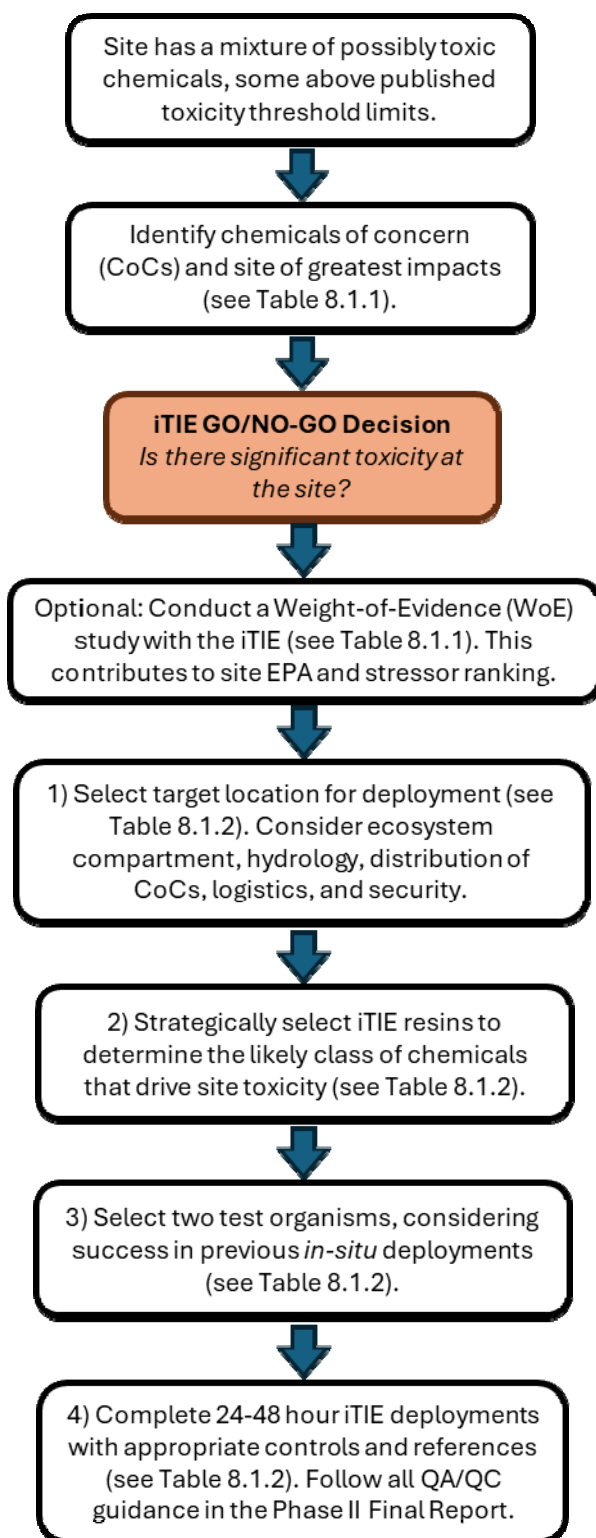 Site has a mixture of possibly toxic
chemicals, some above published
toxicity threshold limits.
Identify chemicals of concern
(CoCs) and site of greatest impacts
(see Table 8.1.1).
iTIE GO/NO-GO Decision
Is there significant toxicity at
the site?
Optional: Conduct a Weight-of-Evidence (WoE)
study with the iTIE (see Table 8.1.1). This
contributes to site EPA and stressor ranking.
1) Select target location for deployment (see
Table 8.1.2). Consider ecosystem
compartment, hydrology, distribution of
CoCs, logistics, and security.
2) Strategically select iTIE resins to
determine the likely class of chemicals
that drive site toxicity (see Table 8.1.2).
3) Select two test organisms, considering
success in previous in-situ deployments
(see Table 8.1.2).
4) Complete 24-48 hour iTIE deployments
with appropriate controls and references
(see Table 8.1.2). Follow all QA/QC
guidance in the Phase II Final Report.